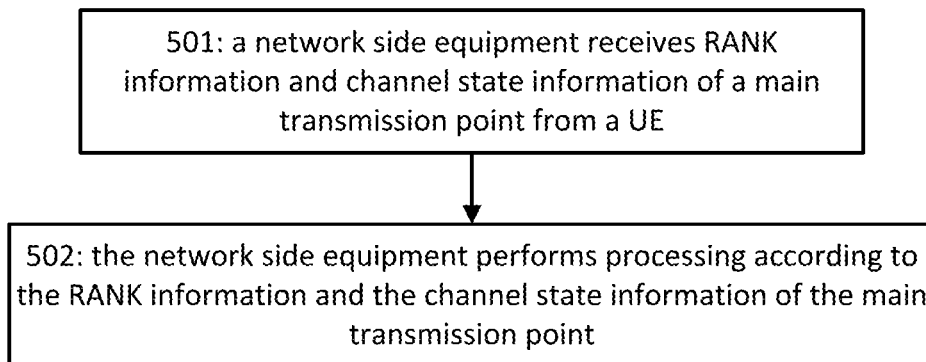 501: a network side equipment receives RANK
information and channel state information of a main
transmission point from a UE
502: the network side equipment performs processing according to
the RANK information and the channel state information of the main
transmission point